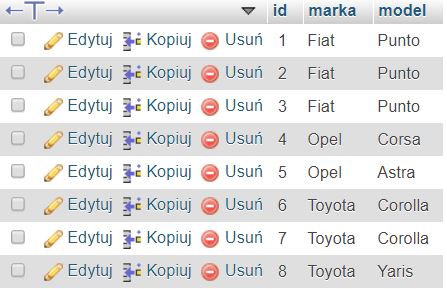 id marka model
Edytuj Kopiuj Usuń 1 Fiat Punto
Edytuj Kopiuj Usuń 2 Fiat Punto
Edytuj Kopiuj Usuń 3 Fiat Punto
Edytuj Kopiuj Usuń 4 Opel Corsa
Edytuj Kopiuj Usuń 5 Opel Astra
Edytuj Kopiuj Usuń 6 Toyota Corolla
Edytuj Kopiuj Usuń 7 Toyota Corolla
Edytuj Kopiuj Usuń 8 Toyota Yaris